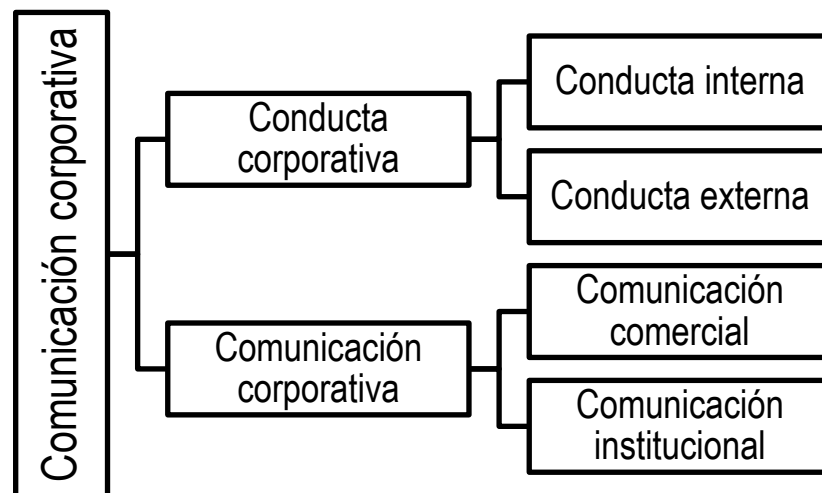 Comunicación corporativa
Conducta
corporativa
Conducta interna
Conducta externa
Comunicación
corporativa
Comunicación
comercial
Comunicación
institucional